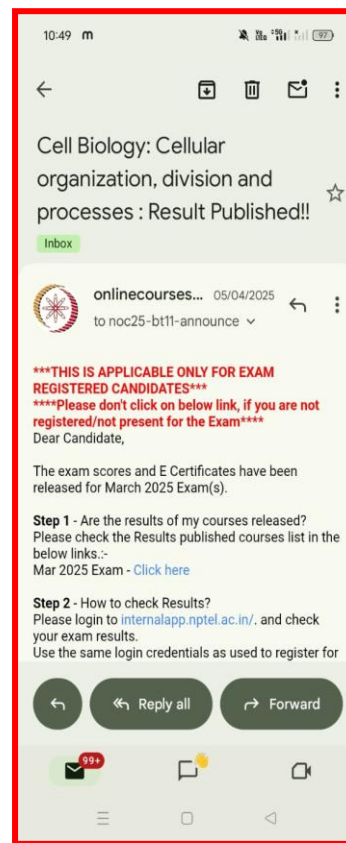 10:49 m
97
Cell Biology: Cellular
organization, division and
processes : Result Published!!
Inbox
onlinecourses... 05/04/2025
to noc25-bt11-announce
***THIS IS APPLICABLE ONLY FOR EXAM
REGISTERED CANDIDATES***
****Please don't click on below link, if you are not
registered/not present for the Exam****
Dear Candidate,
The exam scores and E Certificates have been
released for March 2025 Exam(s).
Step 1 - Are the results of my courses released?
Please check the Results published courses list in the
below links.:-
Mar 2025 Exam - Click here
Step 2 - How to check Results?
Please login to internalapp.nptel.ac.in/. and check
your exam results.
Use the same login credentials as used to register for
Reply all
Forward
99+